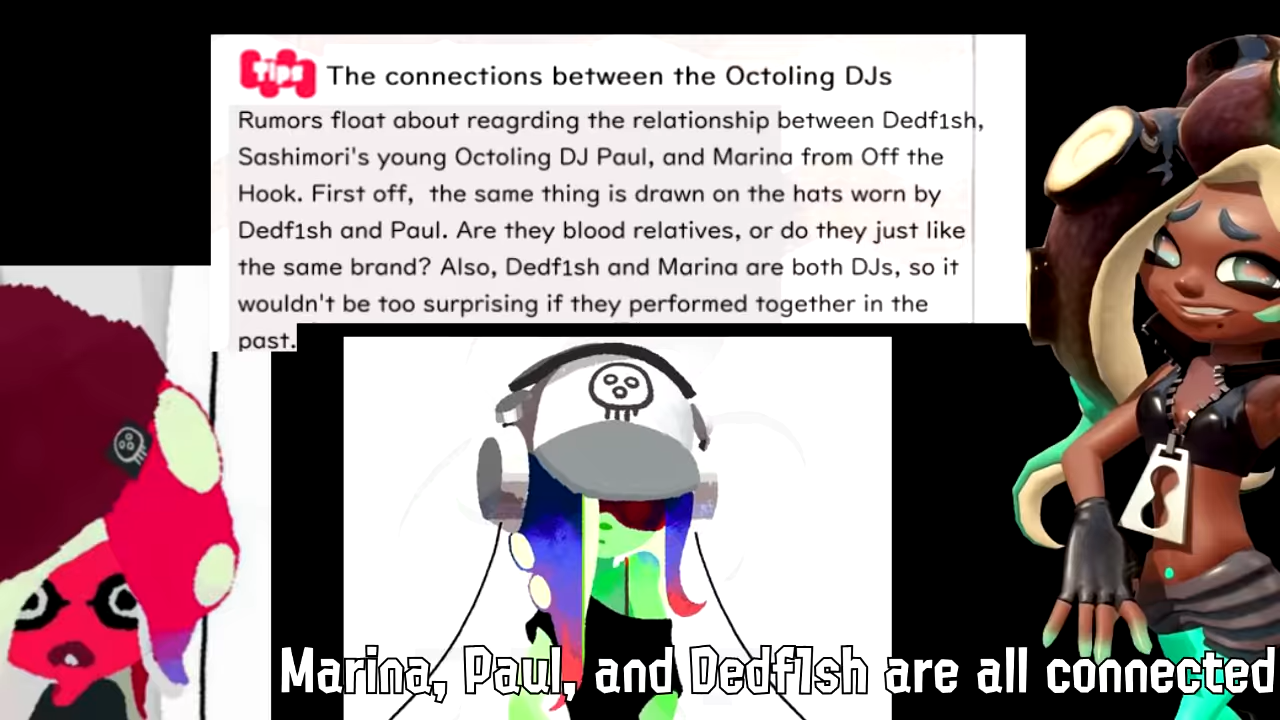 Tips The connections between the Octoling DJs
Rumors float about reagrding the relationship between Dedf1sh,
Sashimori's young Octoling DJ Paul, and Marina from Off the
Hook. First off, the same thing is drawn on the hats worn by
Dedf1sh and Paul. Are they blood relatives, or do they just like
the same brand? Also, Dedf1sh and Marina are both DJs, so it
wouldn't be too surprising if they performed together in the
past.
Marina, Paul, and Dedf1sh are all connected